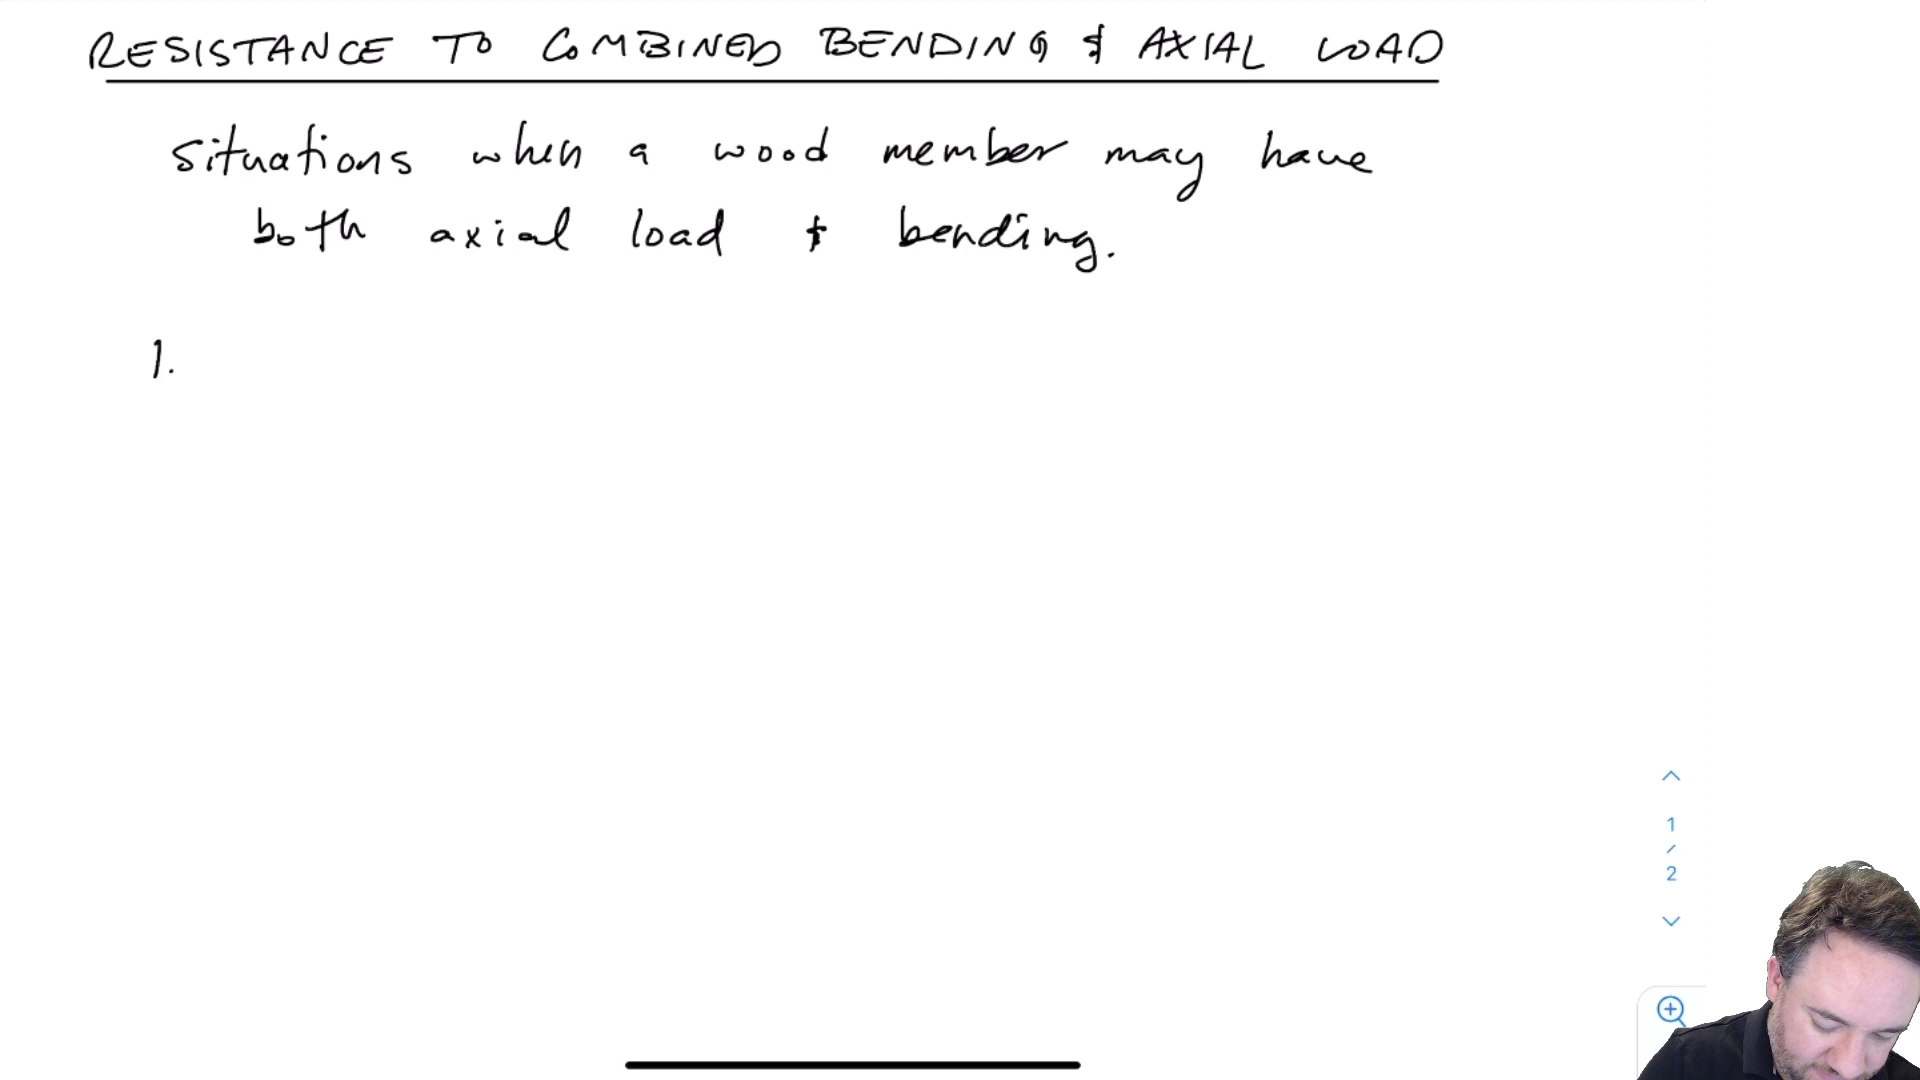 RESISTANCE TO COMBINED BENDING & AXIAL LOAD
situations when a wood member may have
both axial load & bending.
1.
1
/
2